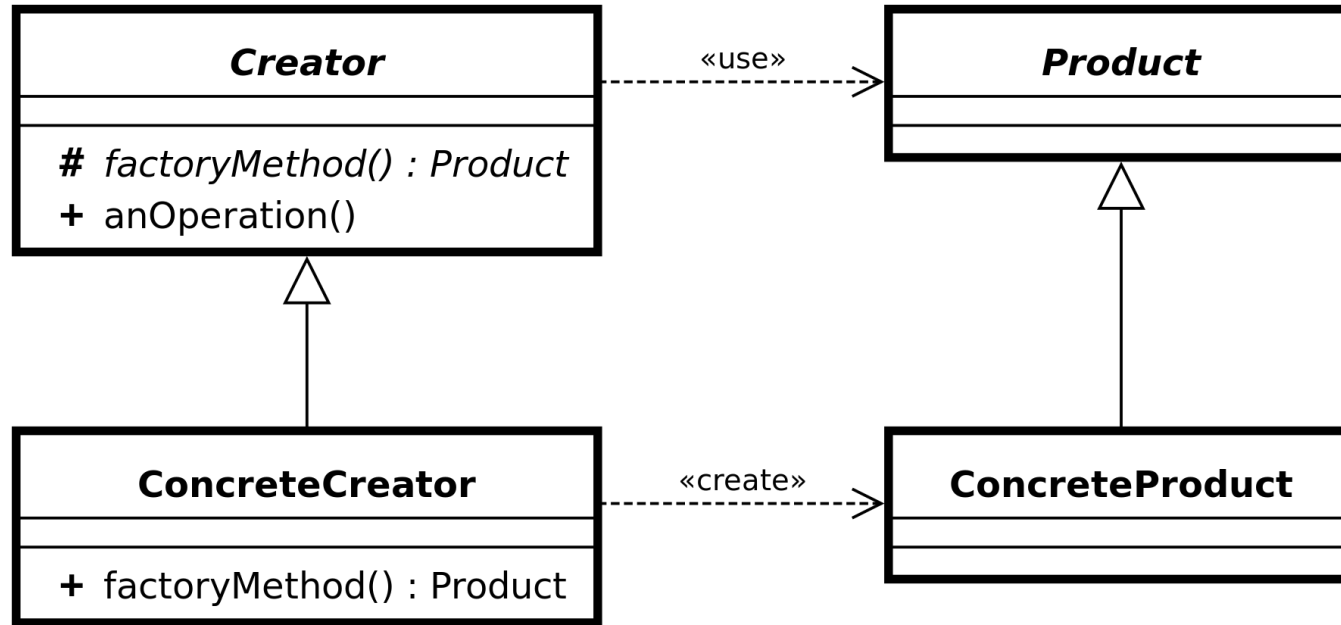 Creator
«use»
Product
# factoryMethod() : Product
+ anOperation()
ConcreteCreator
«create»
ConcreteProduct
+ factoryMethod() : Product